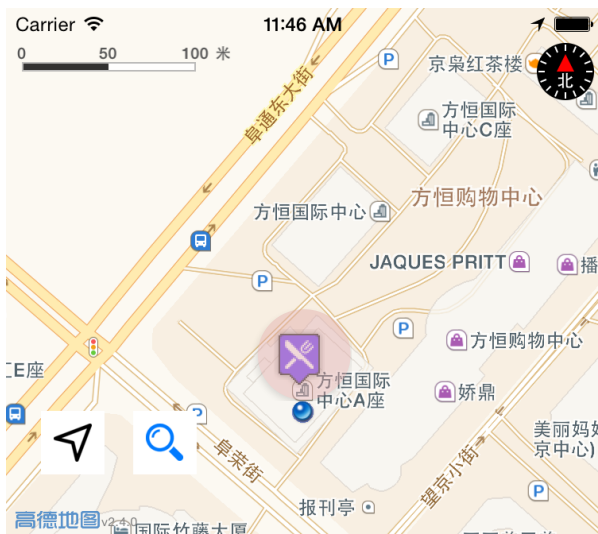 Carrier 11:46 AM
0 50 100 米
P
京枭红茶楼
北
阜通东大街
方恒国际
中心C座
方恒购物中心
方恒国际中心
JAQUES PRITT
播
P
P
方恒购物中心
E座
方恒国际
中心A座
娇鼎
P
美丽妈妈
京中心)
阜荣街
望京小街
P
报刊亭
高德地图 v2.4.0
国际竹藤大厦